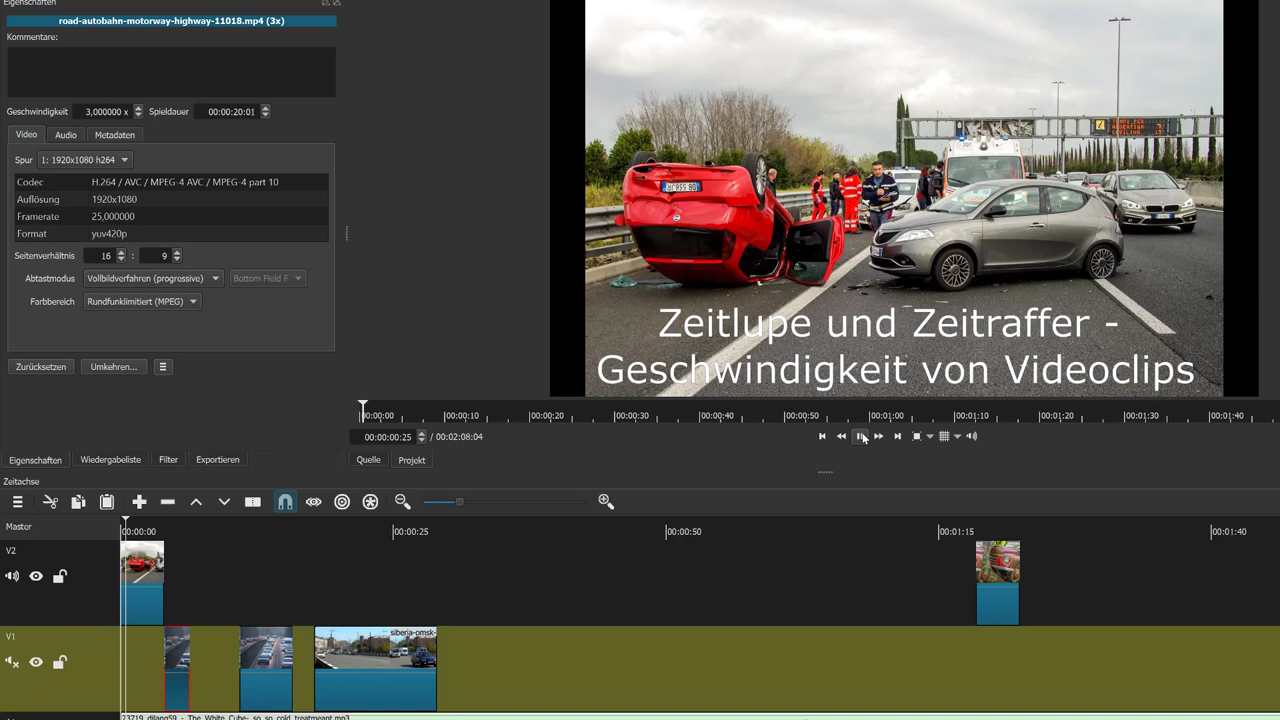 Eigenschaften
road-autobahn-motorway-highway-11018.mp4 (3x)
Kommentare:
Geschwindigkeit 3,000000 x Spieldauer 00:00:20:01
Video Audio Metadaten
Spur 1: 1920x1080 h264
Codec H.264 / AVC / MPEG-4 AVC / MPEG-4 part 10
Auflösung 1920x1080
Framerate 25,000000
Format yuv420p
Seitenverhältnis 16 : 9
Abtastmodus Vollbildverfahren (progressive) Bottom Field F
Farbbereich Rundfunklimitiert (MPEG)
Zurücksetzen Umkehren...
Zeitlupe und Zeitraffer -
Geschwindigkeit von Videoclips
00:00:00 00:00:10 00:00:20 00:00:30 00:00:40 00:00:50 00:01:00 00:01:10 00:01:20 00:01:30 00:01:40
00:00:00:25 / 00:02:08:04
Eigenschaften Wiedergabeliste Filter Exportieren
Quelle Projekt
Zeitachse
Master
00:00:00 00:00:25 00:00:50 00:01:15 00:01:40
V2
V1
siberia-omsk-
23719_djlang59_-_The_White_Cube-_so_so_cold_treatmeant.mp3